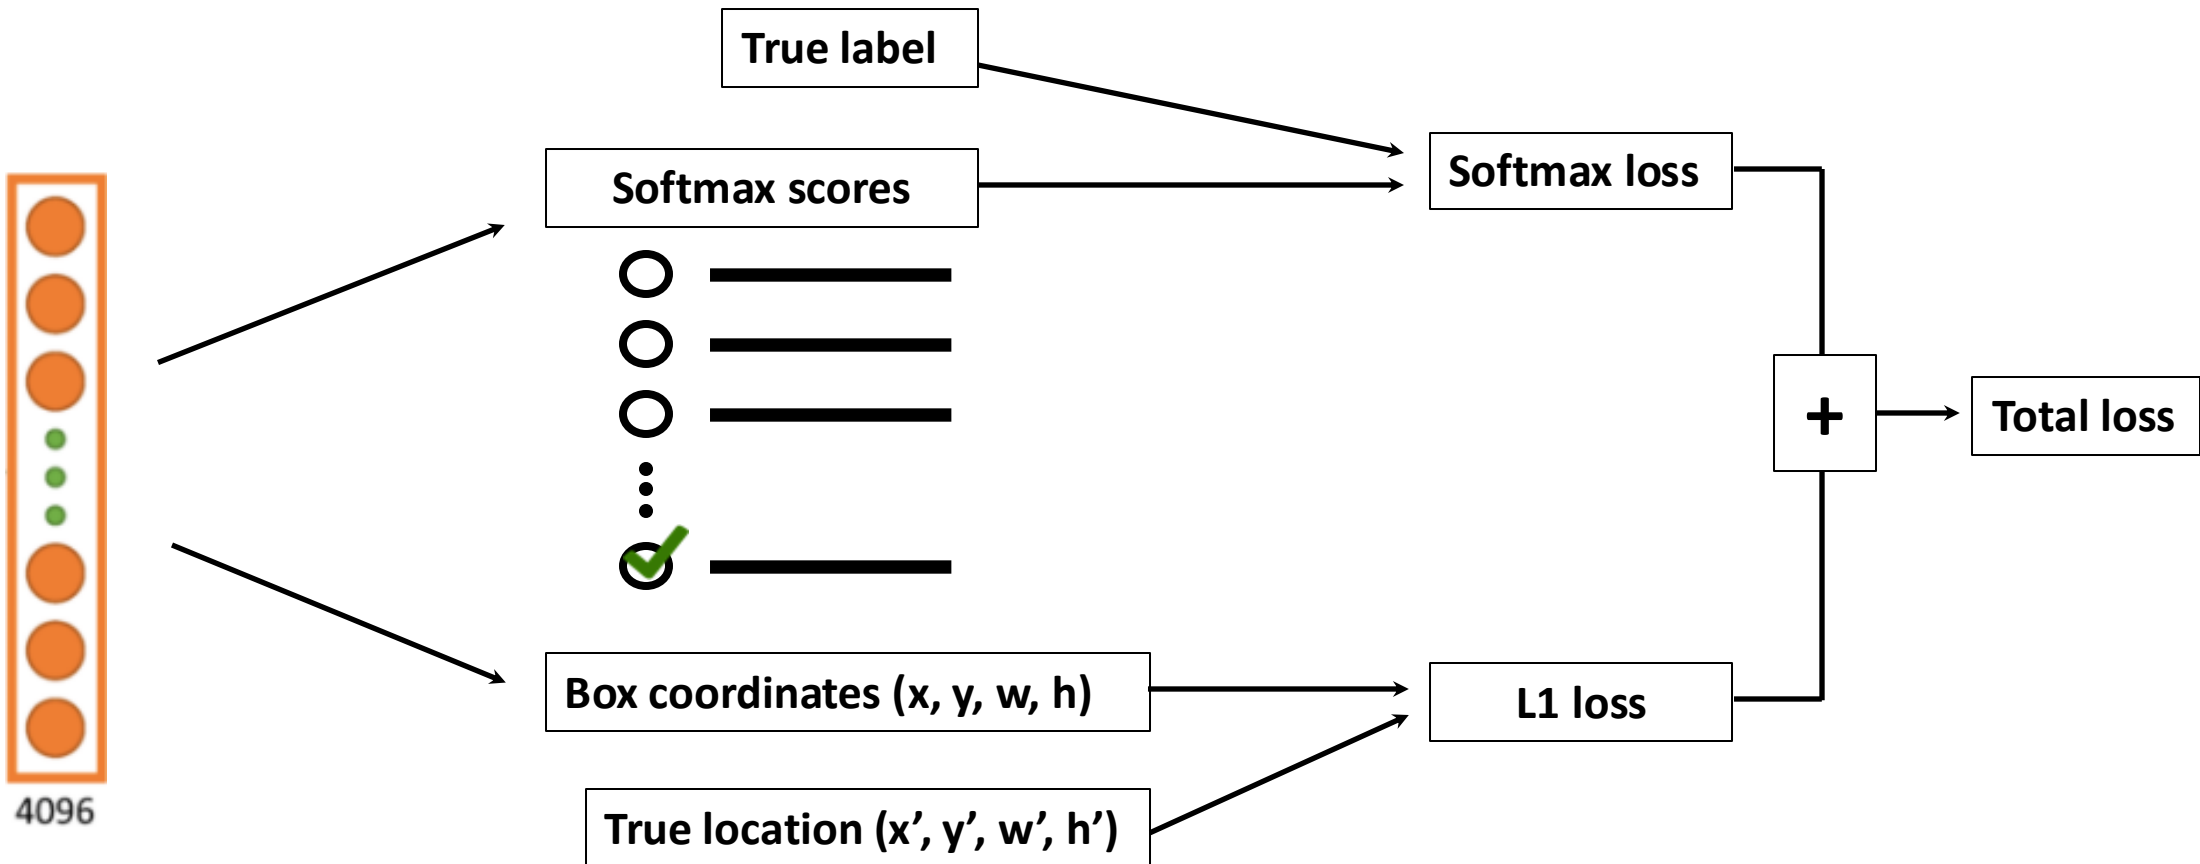 True label
Softmax scores
Softmax loss
+
Total loss
Box coordinates (x, y, w, h)
L1 loss
4096
True location (x’, y’, w’, h’)